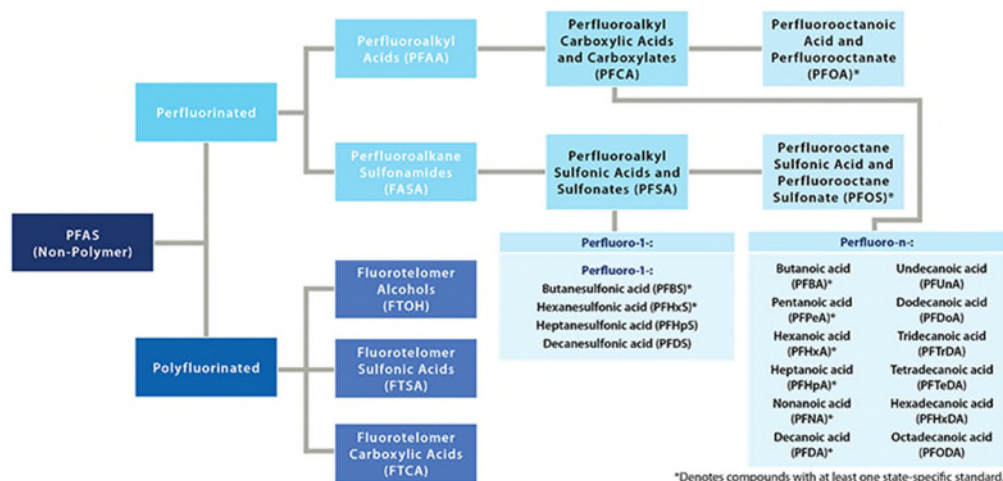 PFAS
(Non-Polymer)
Perfluorinated
Polyfluorinated
Perfluoroalkyl
Acids (PFAA)
Perfluoroalkane
Sulfonamides
(FASA)
Fluorotelomer
Alcohols
(FTOH)
Fluorotelomer
Sulfonic Acids
(FTSA)
Fluorotelomer
Carboxylic Acids
(FTCA)
Perfluoroalkyl
Carboxylic Acids
and Carboxylates
(PFCA)
Perfluoroalkyl
Sulfonic Acids and
Sulfonates (PFSA)
Perfluorooctanoic
Acid and
Perfluorooctanate
(PFOA)*
Perfluorooctane
Sulfonic Acid and
Perfluorooctane
Sulfonate (PFOS)*
Perfluoro-1-:
Perfluoro-1-:
Butanesulfonic acid (PFBS)*
Hexanesulfonic acid (PFHxS)*
Heptanesulfonic acid (PFHpS)
Decanesulfonic acid (PFDS)
Perfluoro-n-:
Butanoic acid
(PFBA)*
Pentanoic acid
(PFPeA)*
Hexanoic acid
(PFHxA)*
Heptanoic acid
(PFHpA)*
Nonanoic acid
(PFNA)*
Decanoic acid
(PFDA)*
Undecanoic acid
(PFUnA)
Dodecanoic acid
(PFDoA)
Tridecanoic acid
(PFTrDA)
Tetradecanoic acid
(PFTeDA)
Hexadecanoic acid
(PFHxDA)
Octadecanoic acid
(PFODA)
*Denotes compounds with at least one state-specific standard.